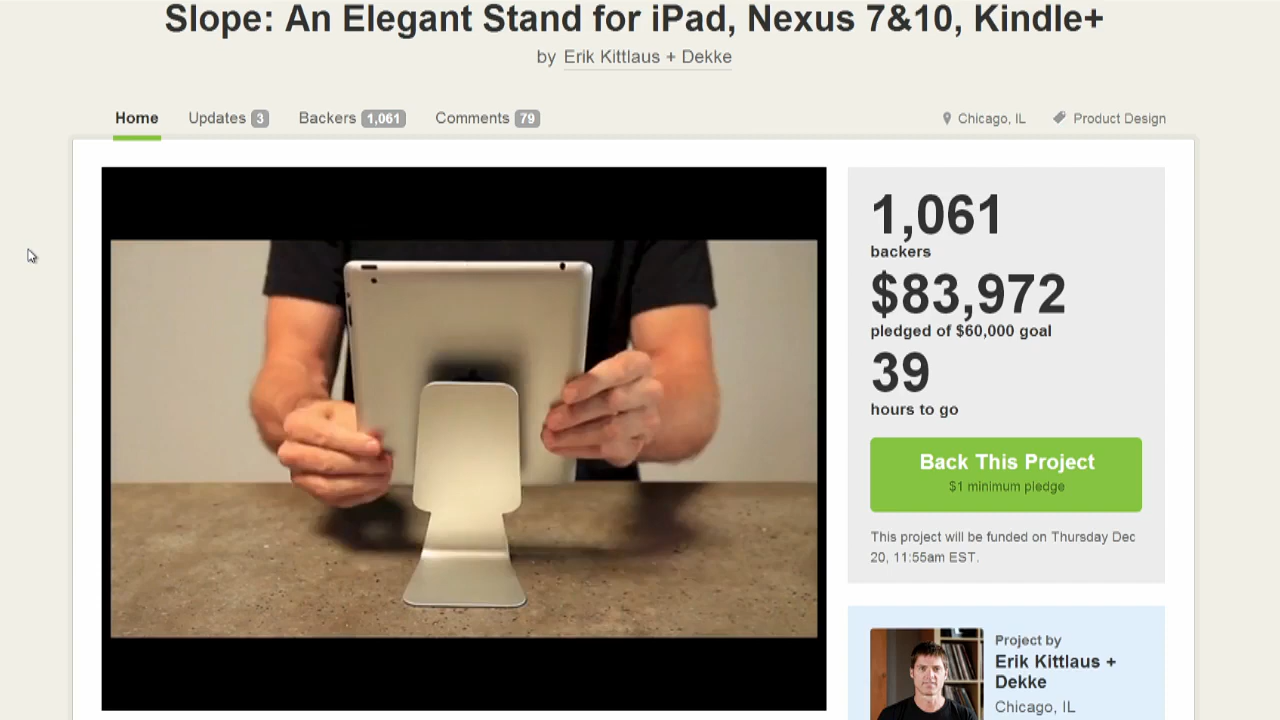 Slope: An Elegant Stand for iPad, Nexus 7&10, Kindle+
by Erik Kittlaus + Dekke
Home Updates 3 Backers 1,061 Comments 79 Chicago, IL Product Design
1,061
backers
$83,972
pledged of $60,000 goal
39
hours to go
Back This Project
$1 minimum pledge
This project will be funded on Thursday Dec
20, 11:55am EST.
Project by
Erik Kittlaus +
Dekke
Chicago, IL